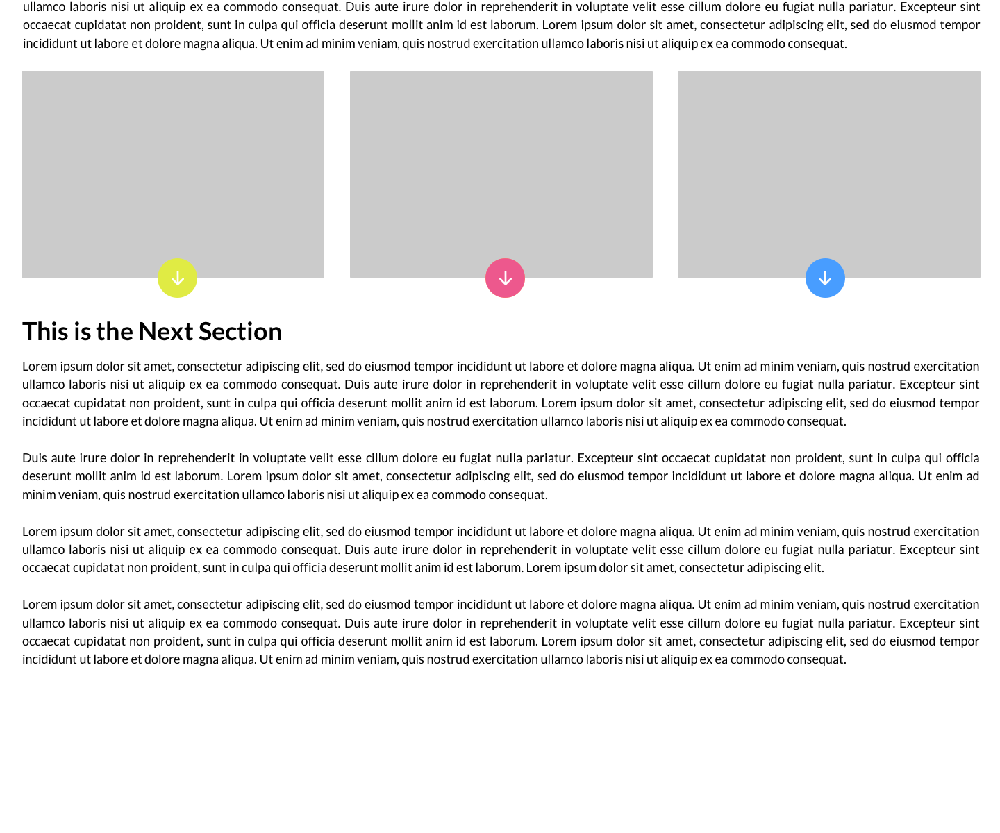 ullamco laboris nisi ut aliquip ex ea commodo consequat. Duis aute irure dolor in reprehenderit in voluptate velit esse cillum dolore eu fugiat nulla pariatur. Excepteur sint
occaecat cupidatat non proident, sunt in culpa qui officia deserunt mollit anim id est laborum. Lorem ipsum dolor sit amet, consectetur adipiscing elit, sed do eiusmod tempor
incididunt ut labore et dolore magna aliqua. Ut enim ad minim veniam, quis nostrud exercitation ullamco laboris nisi ut aliquip ex ea commodo consequat.
This is the Next Section
Lorem ipsum dolor sit amet, consectetur adipiscing elit, sed do eiusmod tempor incididunt ut labore et dolore magna aliqua. Ut enim ad minim veniam, quis nostrud exercitation
ullamco laboris nisi ut aliquip ex ea commodo consequat. Duis aute irure dolor in reprehenderit in voluptate velit esse cillum dolore eu fugiat nulla pariatur. Excepteur sint
occaecat cupidatat non proident, sunt in culpa qui officia deserunt mollit anim id est laborum. Lorem ipsum dolor sit amet, consectetur adipiscing elit, sed do eiusmod tempor
incididunt ut labore et dolore magna aliqua. Ut enim ad minim veniam, quis nostrud exercitation ullamco laboris nisi ut aliquip ex ea commodo consequat.
Duis aute irure dolor in reprehenderit in voluptate velit esse cillum dolore eu fugiat nulla pariatur. Excepteur sint occaecat cupidatat non proident, sunt in culpa qui officia
deserunt mollit anim id est laborum. Lorem ipsum dolor sit amet, consectetur adipiscing elit, sed do eiusmod tempor incididunt ut labore et dolore magna aliqua. Ut enim ad
minim veniam, quis nostrud exercitation ullamco laboris nisi ut aliquip ex ea commodo consequat.
Lorem ipsum dolor sit amet, consectetur adipiscing elit, sed do eiusmod tempor incididunt ut labore et dolore magna aliqua. Ut enim ad minim veniam, quis nostrud exercitation
ullamco laboris nisi ut aliquip ex ea commodo consequat. Duis aute irure dolor in reprehenderit in voluptate velit esse cillum dolore eu fugiat nulla pariatur. Excepteur sint
occaecat cupidatat non proident, sunt in culpa qui officia deserunt mollit anim id est laborum. Lorem ipsum dolor sit amet, consectetur adipiscing elit.
Lorem ipsum dolor sit amet, consectetur adipiscing elit, sed do eiusmod tempor incididunt ut labore et dolore magna aliqua. Ut enim ad minim veniam, quis nostrud exercitation
ullamco laboris nisi ut aliquip ex ea commodo consequat. Duis aute irure dolor in reprehenderit in voluptate velit esse cillum dolore eu fugiat nulla pariatur. Excepteur sint
occaecat cupidatat non proident, sunt in culpa qui officia deserunt mollit anim id est laborum. Lorem ipsum dolor sit amet, consectetur adipiscing elit, sed do eiusmod tempor
incididunt ut labore et dolore magna aliqua. Ut enim ad minim veniam, quis nostrud exercitation ullamco laboris nisi ut aliquip ex ea commodo consequat.